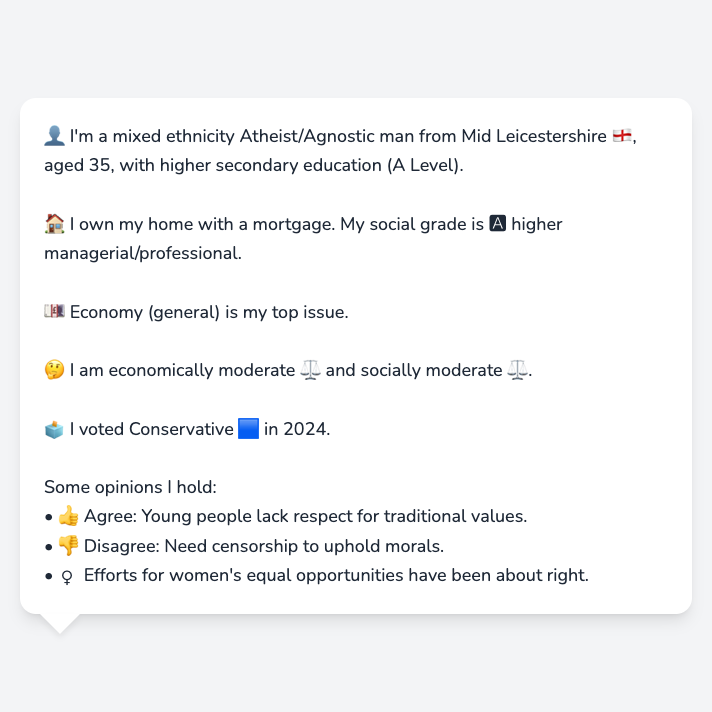 👤 I'm a mixed ethnicity Atheist/Agnostic man from Mid Leicestershire 🏴󠁧󠁢󠁥󠁮󠁧󠁿,
aged 35, with higher secondary education (A Level).
🏠 I own my home with a mortgage. My social grade is 🅰 higher
managerial/professional.
💷 Economy (general) is my top issue.
🤔 I am economically moderate ⚖️ and socially moderate ⚖️.
🗳️ I voted Conservative 🟦 in 2024.
Some opinions I hold:
• 👍 Agree: Young people lack respect for traditional values.
• 👎 Disagree: Need censorship to uphold morals.
• ♀ Efforts for women's equal opportunities have been about right.